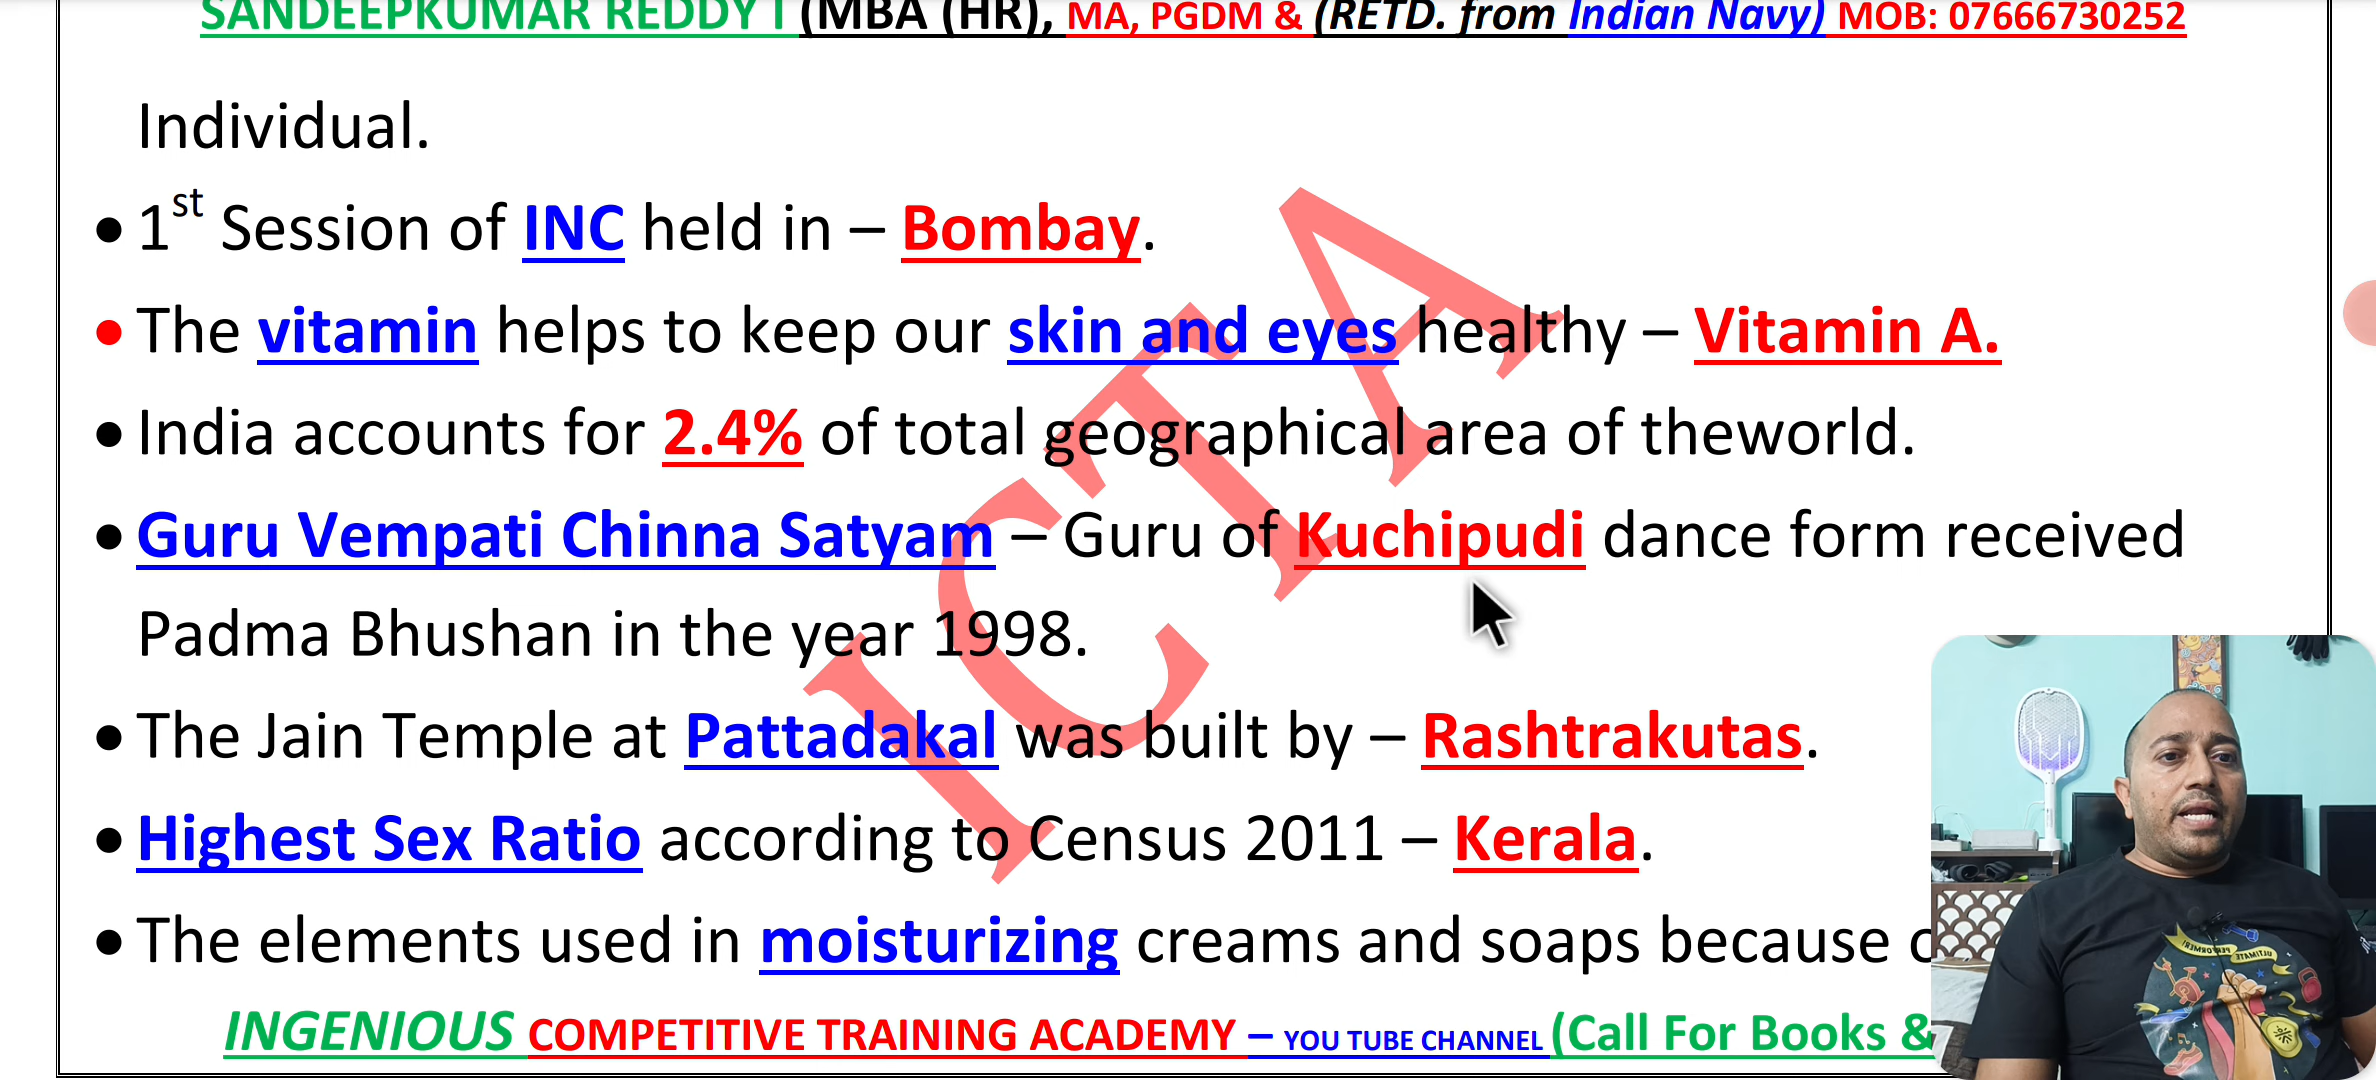 SANDEEPKUMAR REDDY I (MBA (HR), MA, PGDM & (RETD. from Indian Navy) MOB: 07666730252
Individual.
• 1st Session of INC held in – Bombay.
• The vitamin helps to keep our skin and eyes healthy – Vitamin A.
• India accounts for 2.4% of total geographical area of theworld.
• Guru Vempati Chinna Satyam – Guru of Kuchipudi dance form received
Padma Bhushan in the year 1998.
• The Jain Temple at Pattadakal was built by – Rashtrakutas.
• Highest Sex Ratio according to Census 2011 – Kerala.
• The elements used in moisturizing creams and soaps because
INGENIOUS COMPETITIVE TRAINING ACADEMY – YOU TUBE CHANNEL (Call For Books &
ICTA
ULTIMATE PERFORMER!